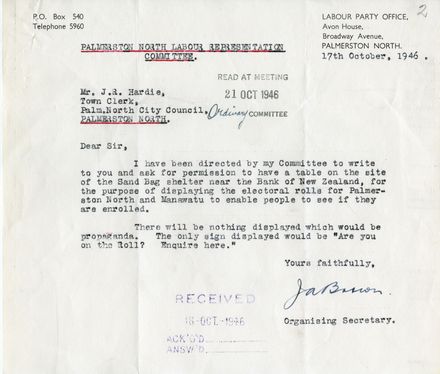 P.O. Box 540
Telephone 5960
LABOUR PARTY OFFICE,
Avon House,
Broadway Avenue,
PALMERSTON NORTH.
2
17th October, 1946.
PALMERSTON NORTH LABOUR REPRESENTATION
COMMITTEE.
READ AT MEETING
21 OCT 1946
Ordinary COMMITTEE
Mr. J.R. Hardie,
Town Clerk,
Palm.North City Council,
PALMERSTON NORTH.
Dear Sir,
I have been directed by my Committee to write
to you and ask for permission to have a table on the site
of the Sand Bag shelter near the Bank of New Zealand, for
the purpose of displaying the electoral rolls for Palmer-
ston North and Manawatu to enable people to see if they
are enrolled.
There will be nothing displayed which would be
propaganda. The only sign displayed would be "Are you
on the Roll? Enquire here."
Yours faithfully,
Organising Secretary.
RECEIVED
-OCT.1946
ACK'G'D
ANSW'D